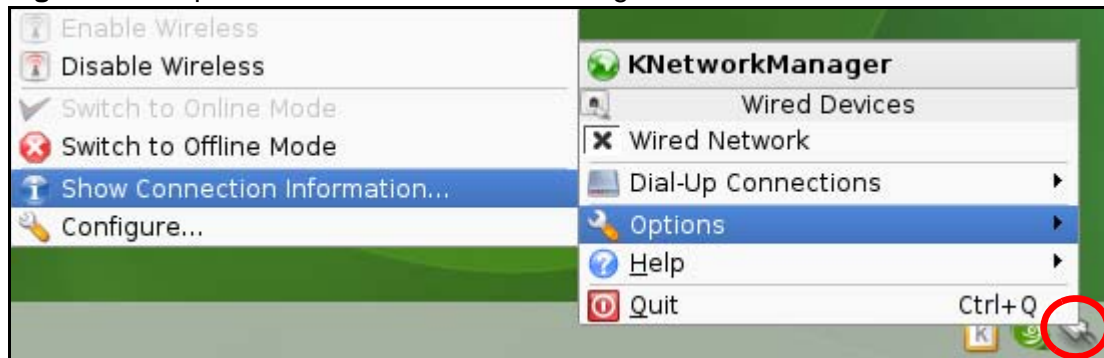 Enable Wireless
Disable Wireless
Switch to Online Mode
Switch to Offline Mode
Show Connection Information...
Configure...
KNetworkManager
Wired Devices
Wired Network
Dial-Up Connections
Options
Help
Quit Ctrl+Q
K